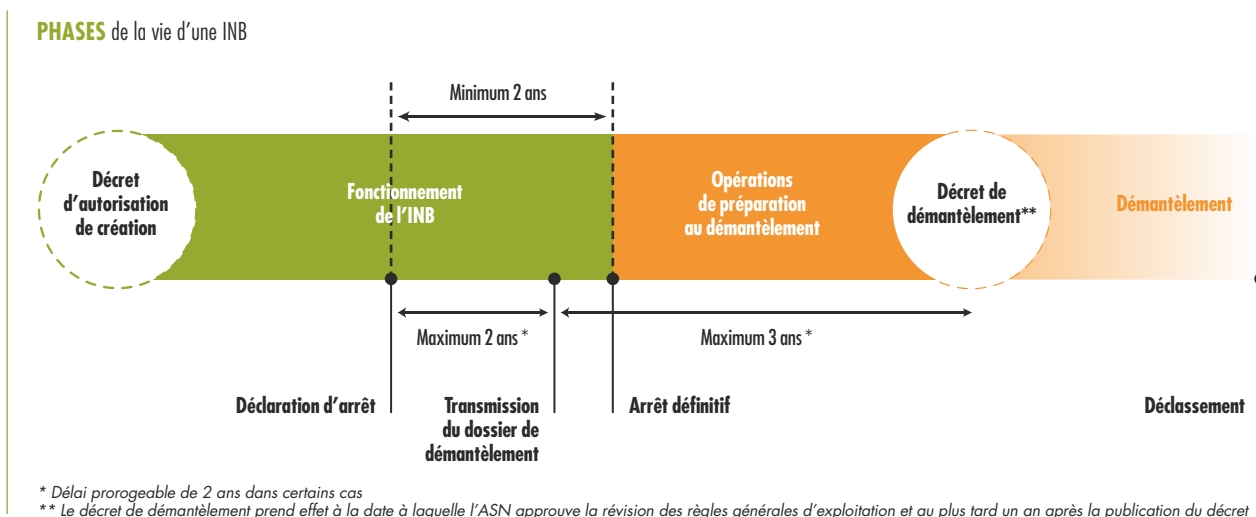 PHASES de la vie d'une INB
Minimum 2 ans
Décret
d'autorisation
de création
Fonctionnement
de l'INB
Opérations
de préparation
au démantèlement
Décret de
démantèlement**
Démantèlement
Maximum 2 ans *
Maximum 3 ans *
Déclaration d'arrêt
Transmission
du dossier de
démantèlement
Arrêt définitif
Déclassement
* Délai prorogeable de 2 ans dans certains cas
** Le décret de démantèlement prend effet à la date à laquelle l'ASN approuve la révision des règles générales d'exploitation et au plus tard un an après la publication du décret